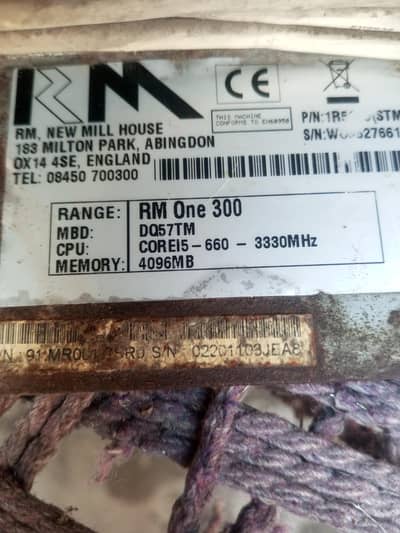 RM
CE
THIS MACHINE
CONFORMS TO EN60950
RM, NEW MILL HOUSE
183 MILTON PARK, ABINGDON
OX14 4SE, ENGLAND
TEL: 08450 700300
RANGE: RM One 300
MBD: DQ57TM
CPU: COREI5-660 - 3330MHz
MEMORY: 4096MB
S/N: 02201109JEA8